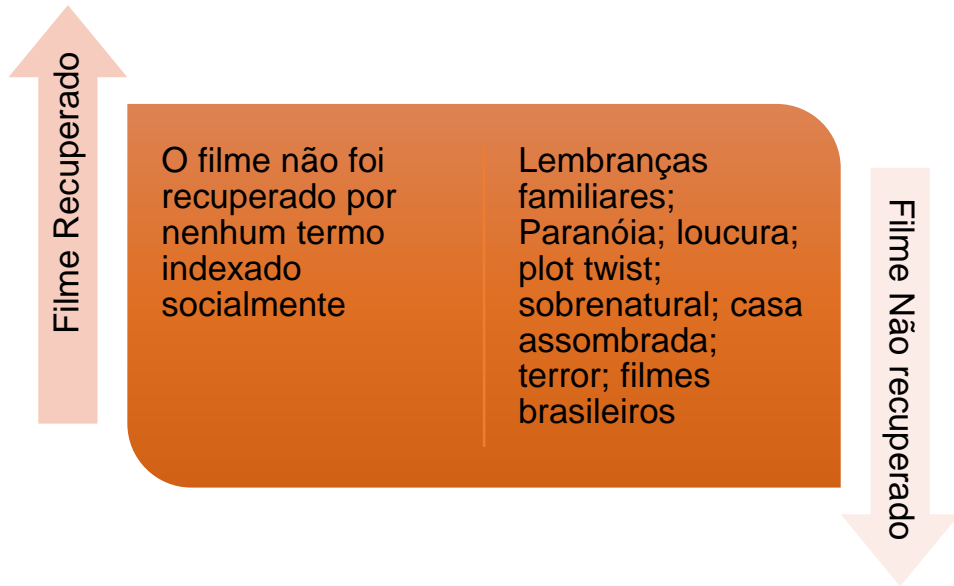 Filme Recuperado
O filme não foi
recuperado por
nenhum termo
indexado
socialmente
Lembranças
familiares;
Paranóia; loucura;
plot twist;
sobrenatural; casa
assombrada;
terror; filmes
brasileiros
Filme Não recuperado